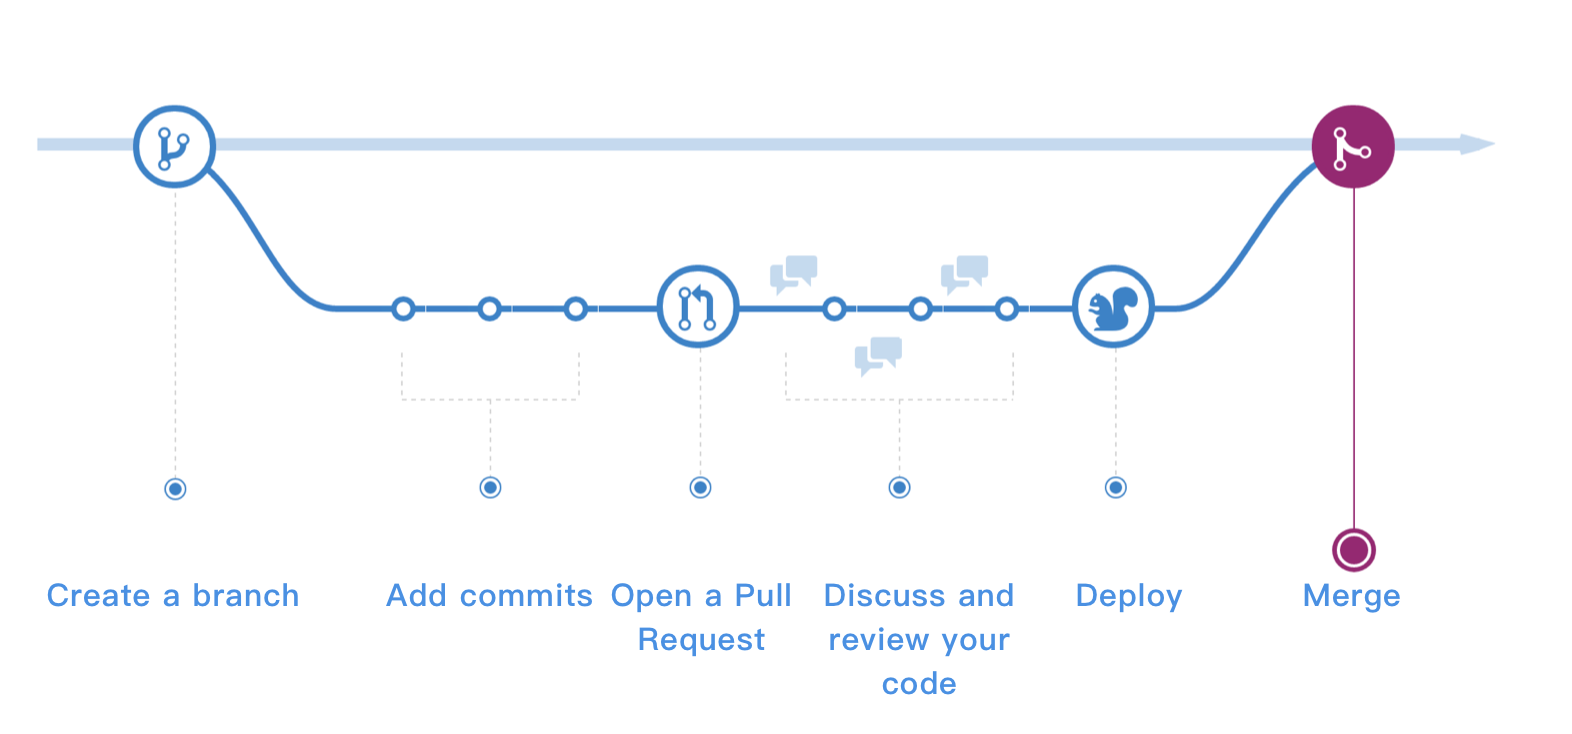 Create a branch
Add commits
Open a Pull
Request
Discuss and
review your
code
Deploy
Merge